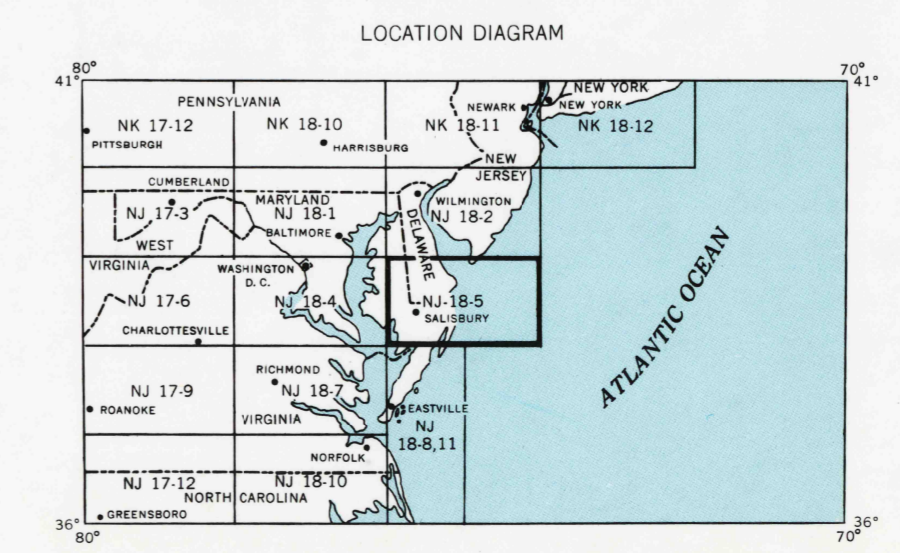 LOCATION DIAGRAM
80°
70°
41°
41°
PENNSYLVANIA
NK 17-12
PITTSBURGH
NK 18-10
HARRISBURG
NEWARK
NK 18-11
NEW YORK
NEW YORK
NK 18-12
NEW
JERSEY
CUMBERLAND
NJ 17-3
MARYLAND
NJ 18-1
BALTIMORE
WILMINGTON
NJ 18-2
DELAWARE
WEST
VIRGINIA
WASHINGTON
D. C.
NJ 17-6
NJ 18-4
NJ-18-5
SALISBURY
CHARLOTTESVILLE
ATLANTIC OCEAN
RICHMOND
NJ 17-9
NJ 18-7
ROANOKE
VIRGINIA
EASTVILLE
NJ
18-8,11
NORFOLK
NJ 17-12
NJ 18-10
NORTH CAROLINA
GREENSBORO
36°
36°
80°
70°